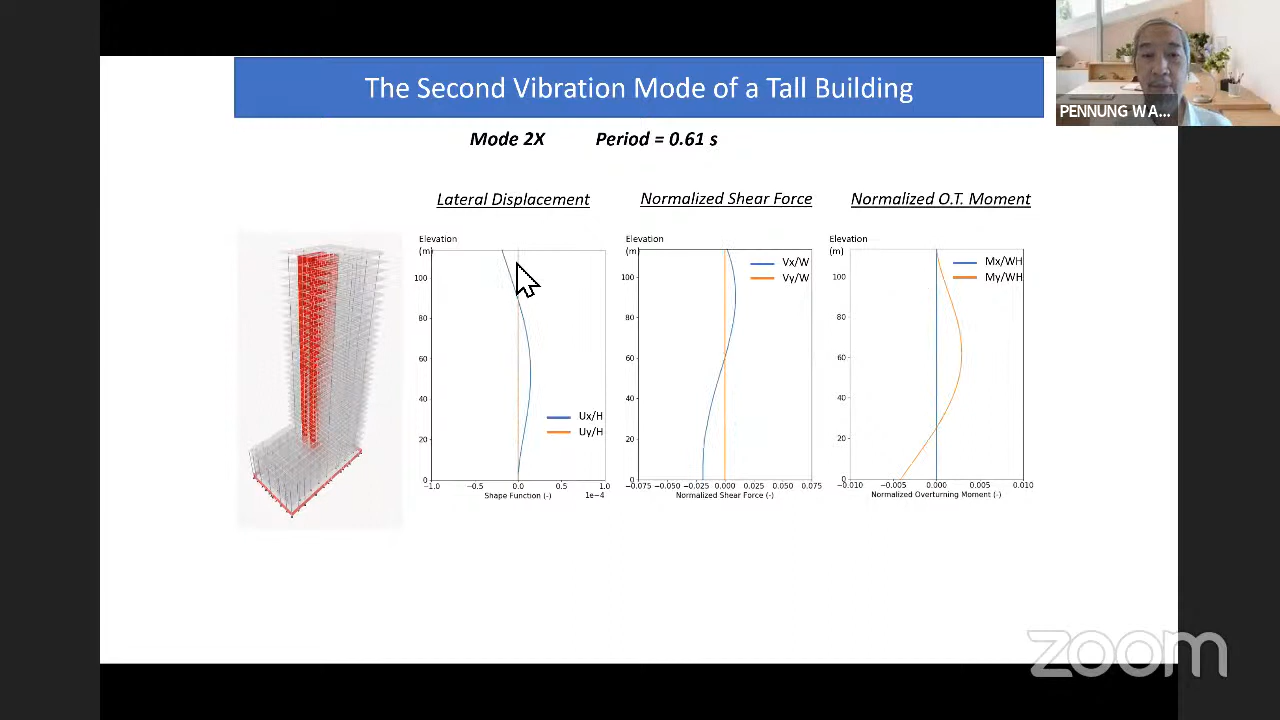 The Second Vibration Mode of a Tall Building
PENNUNG WA...
Mode 2X Period = 0.61 s
Lateral Displacement
Normalized Shear Force
Normalized O.T. Moment
Elevation
(m)
100
80
60
40
20
0
Ux/H
Uy/H
−1.0 −0.5 0.0 0.5 1.0
Shape Function (-)
1e−4
Elevation
(m)
100
80
60
40
20
0
Vx/W
Vy/W
−0.075 −0.050 −0.025 0.000 0.025 0.050 0.075
Normalized Shear Force (-)
Elevation
(m)
100
80
60
40
20
0
Mx/WH
My/WH
−0.010 −0.005 0.000 0.005 0.010
Normalized Overturning Moment (-)
zoom